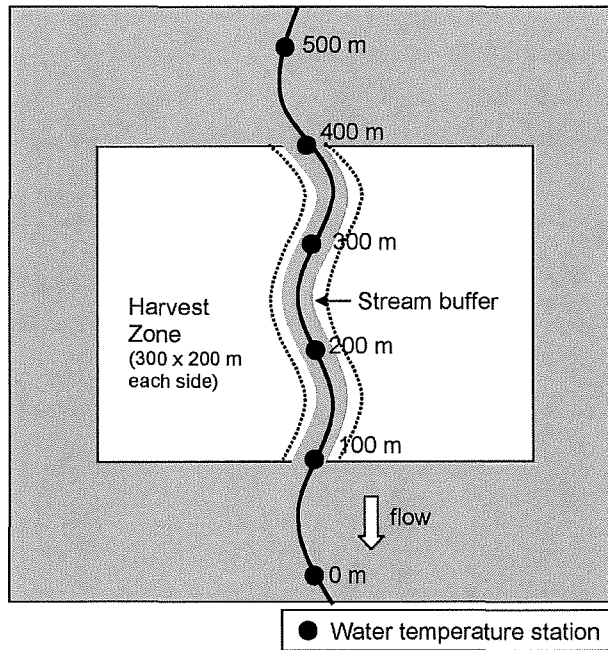 500 m
400 m
300 m
Harvest
Zone
(300 x 200 m
each side)
Stream buffer
200 m
100 m
flow
0 m
Water temperature station